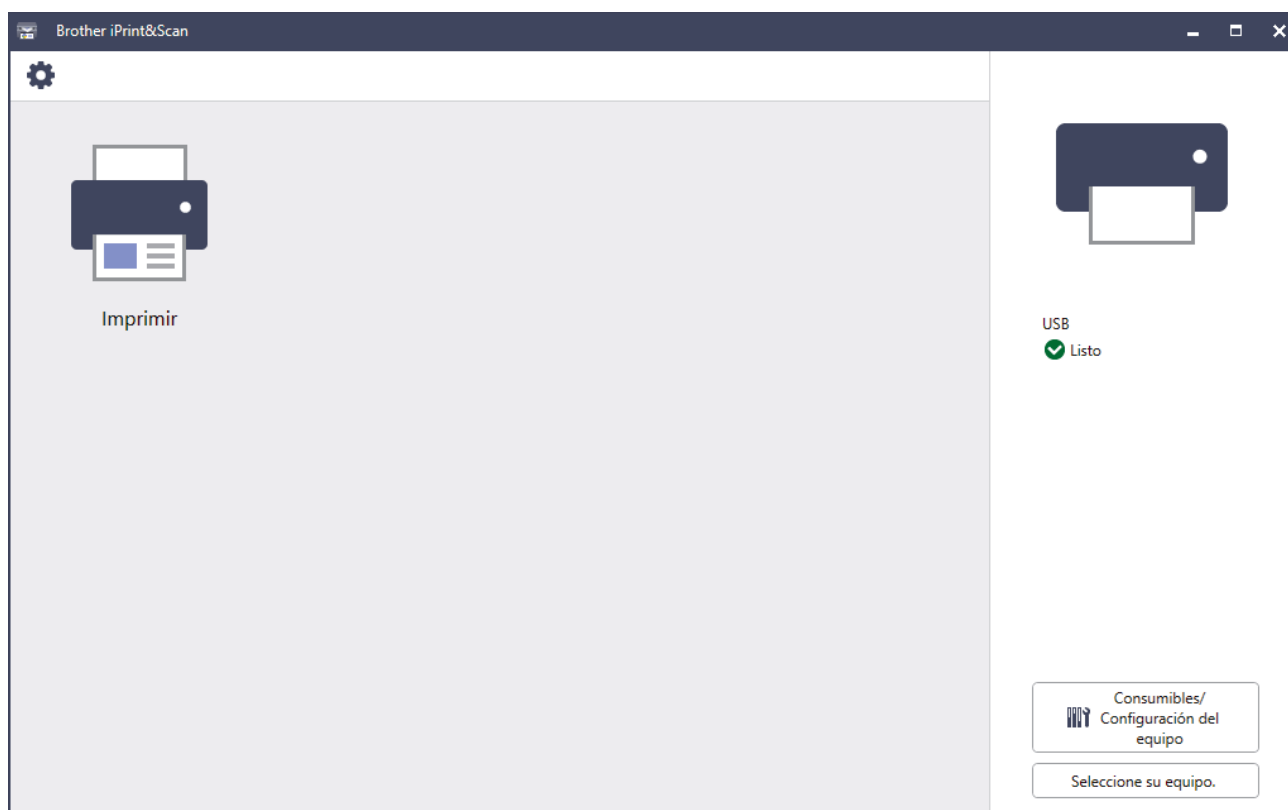 Brother iPrint&Scan
Imprimir
USB
Listo
Consumibles/
Configuración del
equipo
Seleccione su equipo.